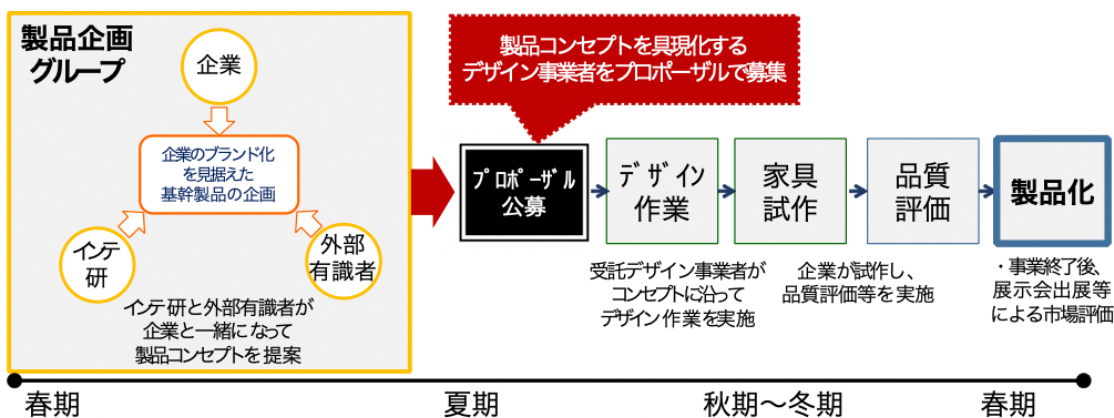 製品企画
グループ
企業
企業のブランド化
を見据えた
基幹製品の企画
インテ
研
外部
有識者
インテ研と外部有識者が
企業と一緒になって
製品コンセプトを提案
製品コンセプトを具現化する
デザイン事業者をプロポーザルで募集
ﾌﾟﾛﾎﾟｰｻﾞﾙ
公募
デザイン
作業
家具
試作
品質
評価
製品化
受託デザイン事業者が
コンセプトに沿って
デザイン作業を実施
企業が試作し、
品質評価等を実施
・事業終了後、
展示会出展等
による市場評価
春期
夏期
秋期～冬期
春期